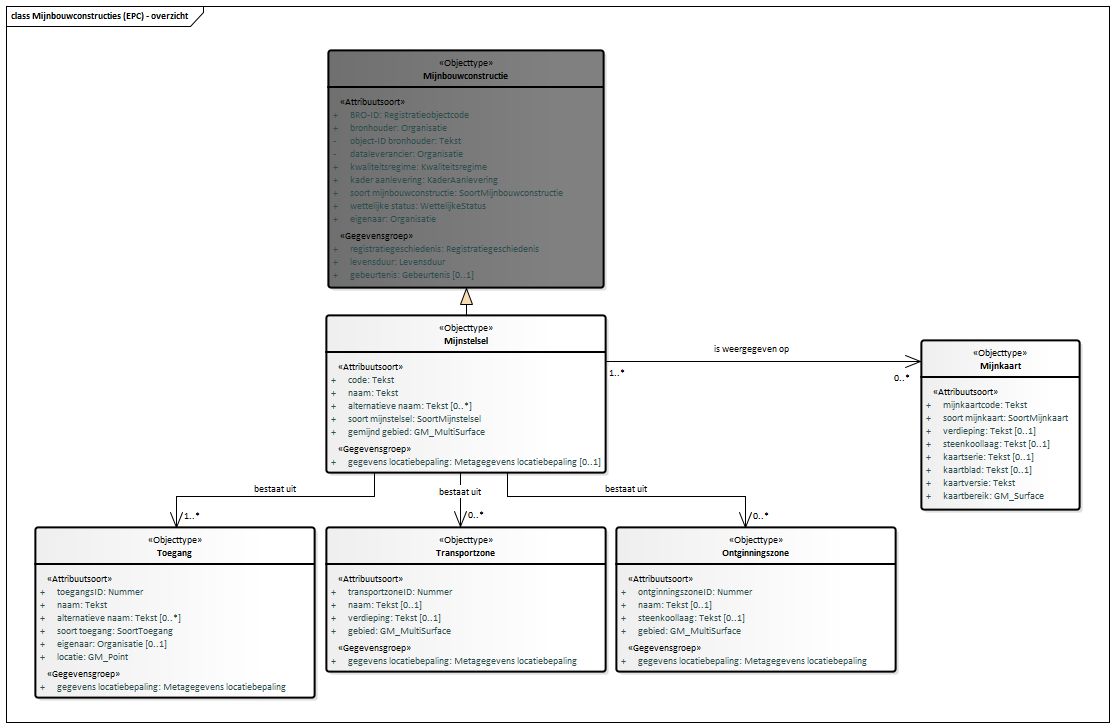 class Mijnbouwconstructies (EPC) - overzicht
«Objecttype»
Mijnbouwconstructie
«Attribuutsoort»
+ BRO-ID: Registratieobjectcode
+ bronhouder: Organisatie
- object-ID bronhouder: Tekst
- dataleverancier: Organisatie
+ kwaliteitsregime: Kwaliteitsregime
+ kader aanlevering: KaderAanlevering
+ soort mijnbouwconstructie: SoortMijnbouwconstructie
+ wettelijke status: WettelijkeStatus
+ eigenaar: Organisatie
«Gegevensgroep»
+ registratiegeschiedenis: Registratiegeschiedenis
+ levensduur: Levensduur
+ gebeurtenis: Gebeurtenis [0..1]
«Objecttype»
Mijnstelsel
«Attribuutsoort»
+ code: Tekst
+ naam: Tekst
+ alternatieve naam: Tekst [0..*]
+ soort mijnstelsel: SoortMijnstelsel
+ gemijnd gebied: GM_MultiSurface
«Gegevensgroep»
+ gegevens locatiebepaling: Metagegevens locatiebepaling [0..1]
is weergegeven op
1..*
0..*
«Objecttype»
Mijnkaart
«Attribuutsoort»
+ mijnkaartcode: Tekst
+ soort mijnkaart: SoortMijnkaart
+ verdieping: Tekst [0..1]
+ steenkoollaag: Tekst [0..1]
+ kaartserie: Tekst [0..1]
+ kaartblad: Tekst [0..1]
+ kaartversie: Tekst
+ kaartbereik: GM_Surface
bestaat uit
1..*
bestaat uit
0..*
bestaat uit
0..*
«Objecttype»
Toegang
«Attribuutsoort»
+ toegangsID: Nummer
+ naam: Tekst
+ alternatieve naam: Tekst [0..*]
+ soort toegang: SoortToegang
+ eigenaar: Organisatie [0..1]
+ locatie: GM_Point
«Gegevensgroep»
+ gegevens locatiebepaling: Metagegevens locatiebepaling
«Objecttype»
Transportzone
«Attribuutsoort»
+ transportzoneID: Nummer
+ naam: Tekst [0..1]
+ verdieping: Tekst [0..1]
+ gebied: GM_MultiSurface
«Gegevensgroep»
+ gegevens locatiebepaling: Metagegevens locatiebepaling
«Objecttype»
Ontginningszone
«Attribuutsoort»
+ ontginningszoneID: Nummer
+ naam: Tekst [0..1]
+ steenkoollaag: Tekst [0..1]
+ gebied: GM_MultiSurface
«Gegevensgroep»
+ gegevens locatiebepaling: Metagegevens locatiebepaling